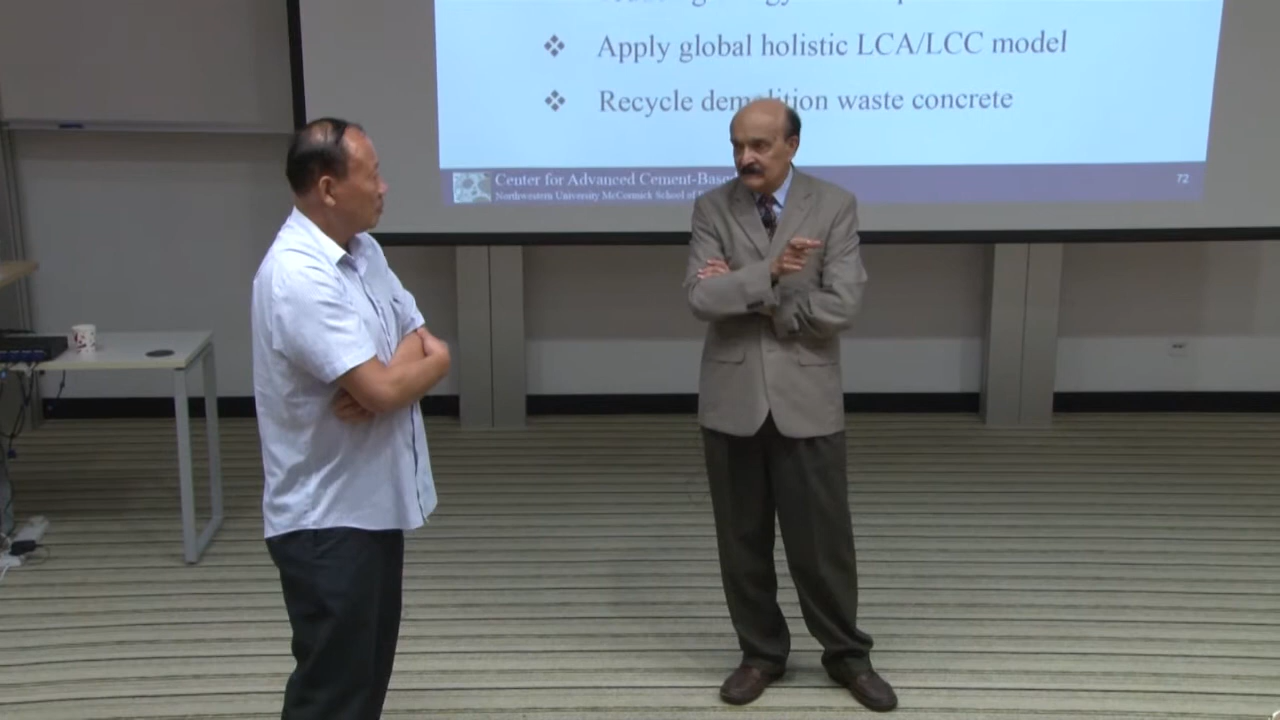 Apply global holistic LCA/LCC model
Recycle demolition waste concrete
Center for Advanced Cement-Based
Northwestern University McCormick School of
72